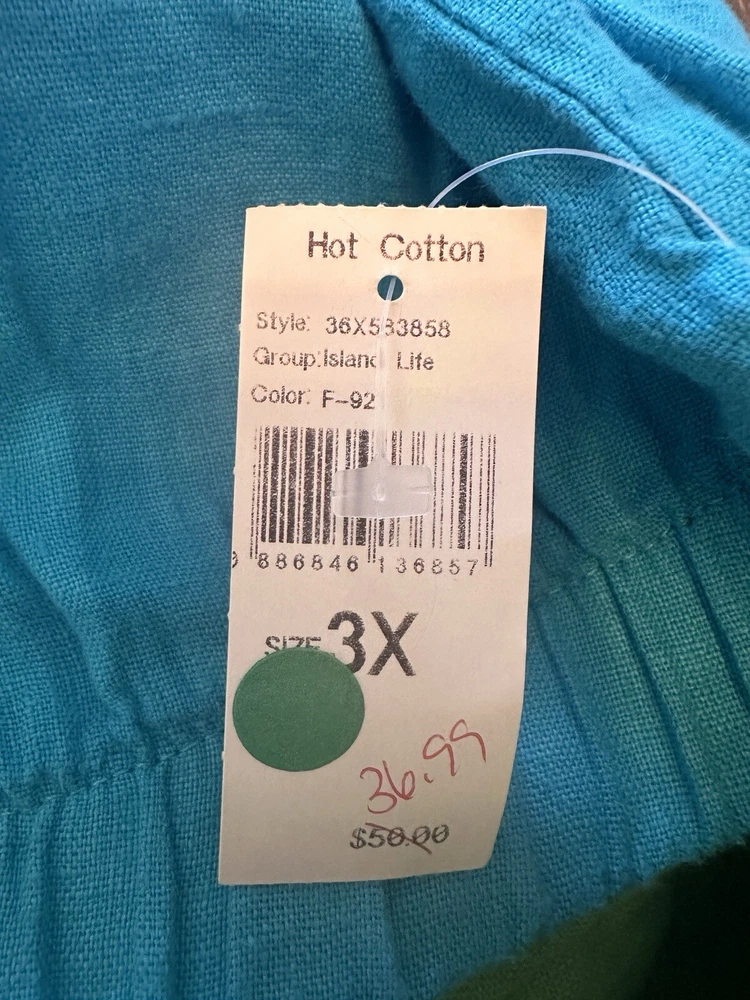 Hot Cotton
Style: 36X583858
Group:Island Life
Color: F-92
886846 136857
SIZE 3X
36.99
$50.00